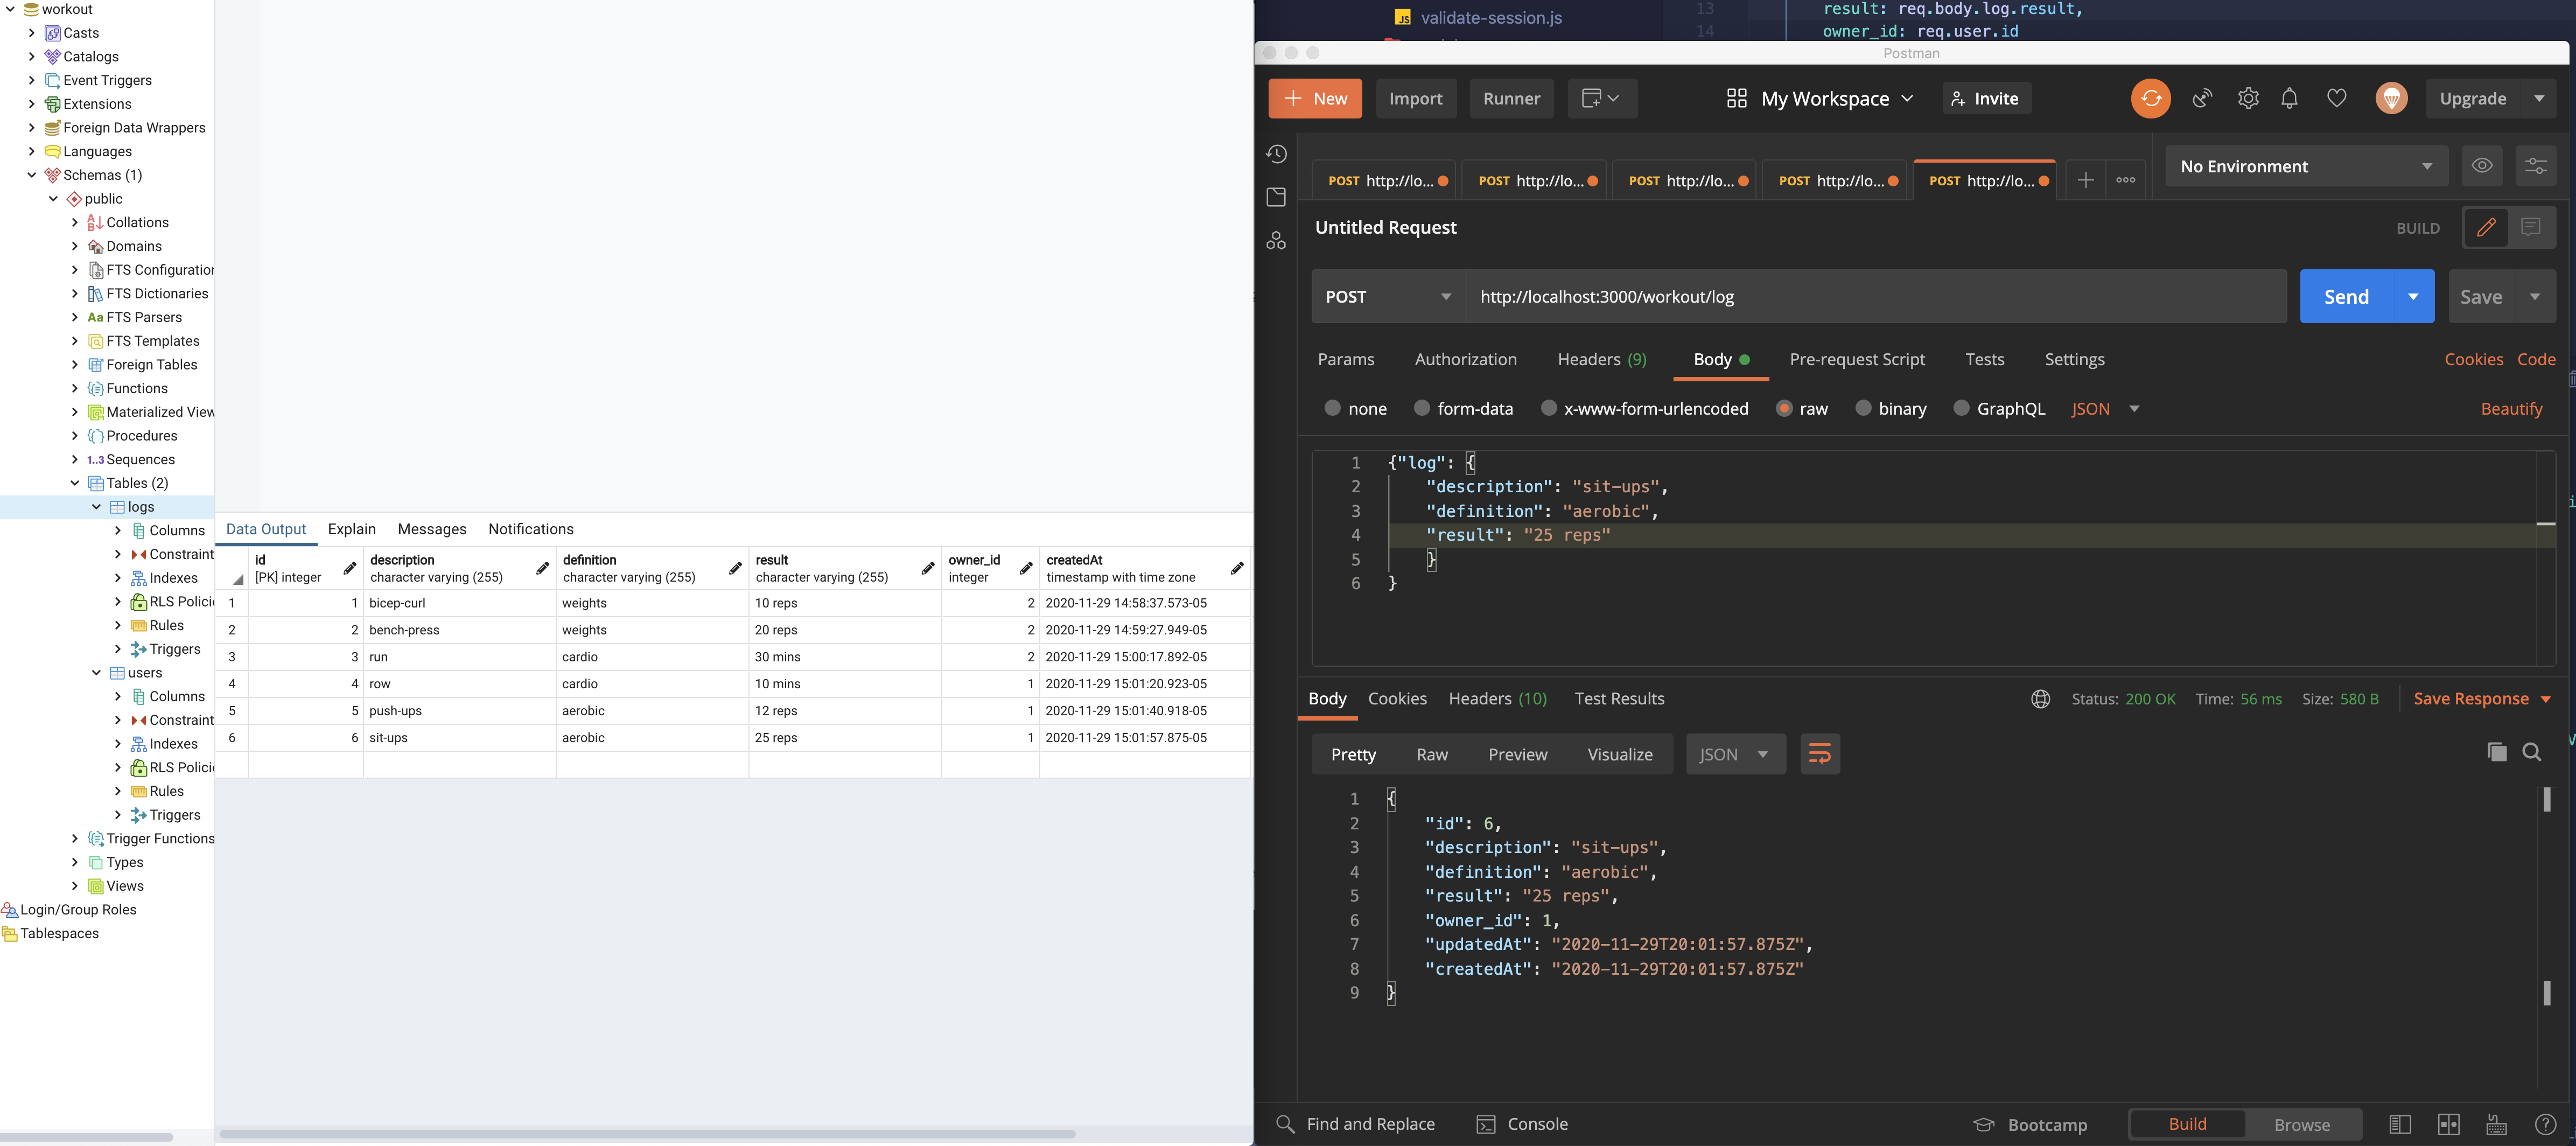 workout
Casts
Catalogs
Event Triggers
Extensions
Foreign Data Wrappers
Languages
Schemas (1)
public
Collations
Domains
FTS Configuration
FTS Dictionaries
FTS Parsers
FTS Templates
Foreign Tables
Functions
Materialized View
Procedures
1..3 Sequences
Tables (2)
logs
Columns
Constraint
Indexes
RLS Policie
Rules
Triggers
users
Columns
Constraint
Indexes
RLS Policie
Rules
Triggers
Trigger Functions
Types
Views
Login/Group Roles
Tablespaces
Data Output Explain Messages Notifications
id description definition result owner_id createdAt
[PK] integer character varying (255) character varying (255) character varying (255) integer timestamp with time zone
1 1 bicep-curl weights 10 reps 2 2020-11-29 14:58:37.573-05
2 2 bench-press weights 20 reps 2 2020-11-29 14:59:27.949-05
3 3 run cardio 30 mins 2 2020-11-29 15:00:17.892-05
4 4 row cardio 10 mins 1 2020-11-29 15:01:20.923-05
5 5 push-ups aerobic 12 reps 1 2020-11-29 15:01:40.918-05
6 6 sit-ups aerobic 25 reps 1 2020-11-29 15:01:57.875-05
JS validate-session.js
13 result: req.body.log.result,
14 owner_id: req.user.id
Postman
+ New Import Runner My Workspace Invite Upgrade
POST http://lo... POST http://lo... POST http://lo... POST http://lo... POST http://lo... No Environment
Untitled Request BUILD
POST http://localhost:3000/workout/log Send Save
Params Authorization Headers (9) Body Pre-request Script Tests Settings Cookies Code
none form-data x-www-form-urlencoded raw binary GraphQL JSON Beautify
1 {"log": {
2 "description": "sit-ups",
3 "definition": "aerobic",
4 "result": "25 reps"
5 }
6 }
Body Cookies Headers (10) Test Results Status: 200 OK Time: 56 ms Size: 580 B Save Response
Pretty Raw Preview Visualize JSON
1 {
2 "id": 6,
3 "description": "sit-ups",
4 "definition": "aerobic",
5 "result": "25 reps",
6 "owner_id": 1,
7 "updatedAt": "2020-11-29T20:01:57.875Z",
8 "createdAt": "2020-11-29T20:01:57.875Z"
9 }
Find and Replace Console Bootcamp Build Browse